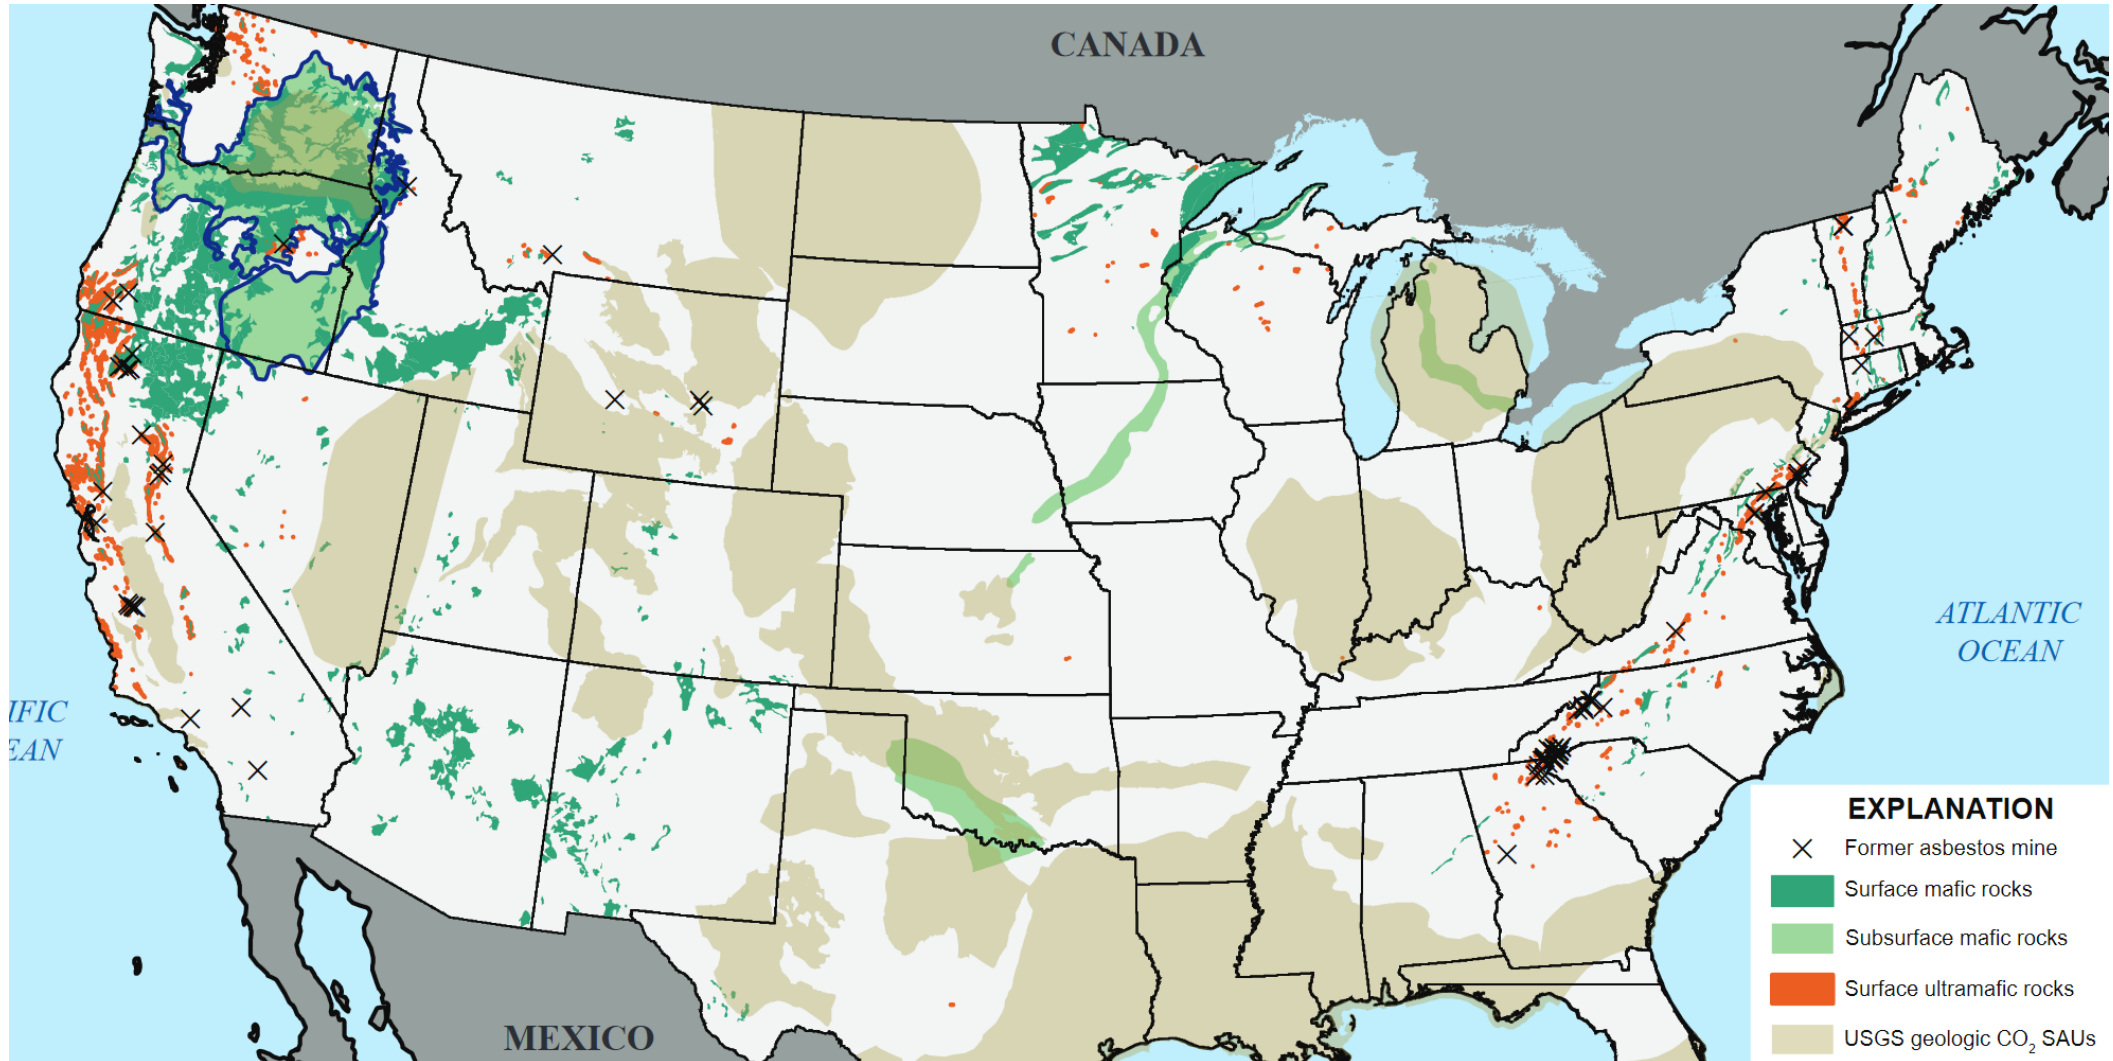 CANADA
ATLANTIC
OCEAN
IFIC
EAN
MEXICO
EXPLANATION
Former asbestos mine
Surface mafic rocks
Subsurface mafic rocks
Surface ultramafic rocks
USGS geologic CO₂ SAUs